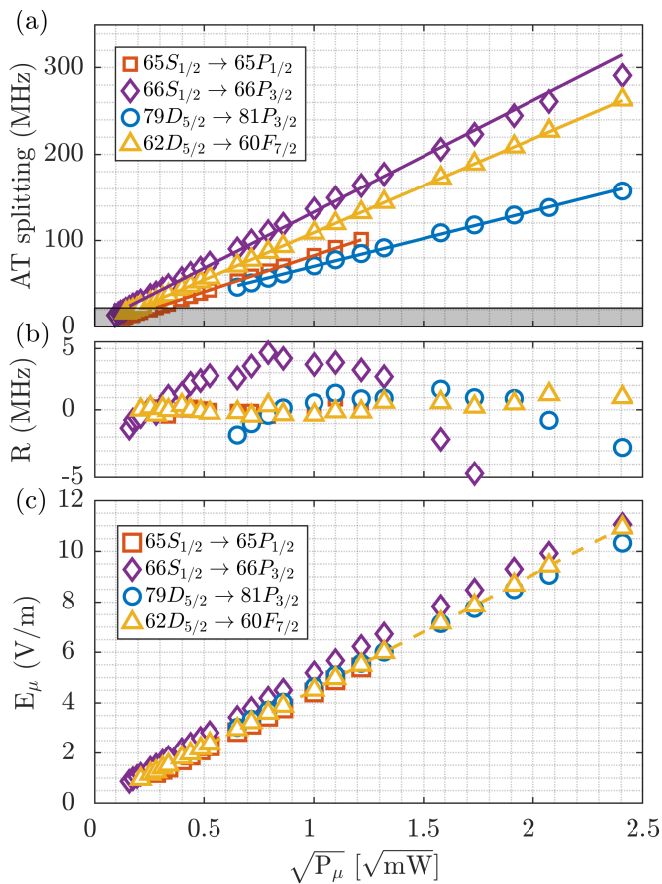 (a)
AT splitting (MHz)
300
200
100
0
65S₁/₂ → 65P₁/₂
66S₁/₂ → 66P₃/₂
79D₅/₂ → 81P₃/₂
62D₅/₂ → 60F₇/₂
(b)
R (MHz)
5
0
-5
(c)
E_μ (V/m)
12
10
8
6
4
2
0
65S₁/₂ → 65P₁/₂
66S₁/₂ → 66P₃/₂
79D₅/₂ → 81P₃/₂
62D₅/₂ → 60F₇/₂
0 0.5 1 1.5 2 2.5
√P_μ [√mW]